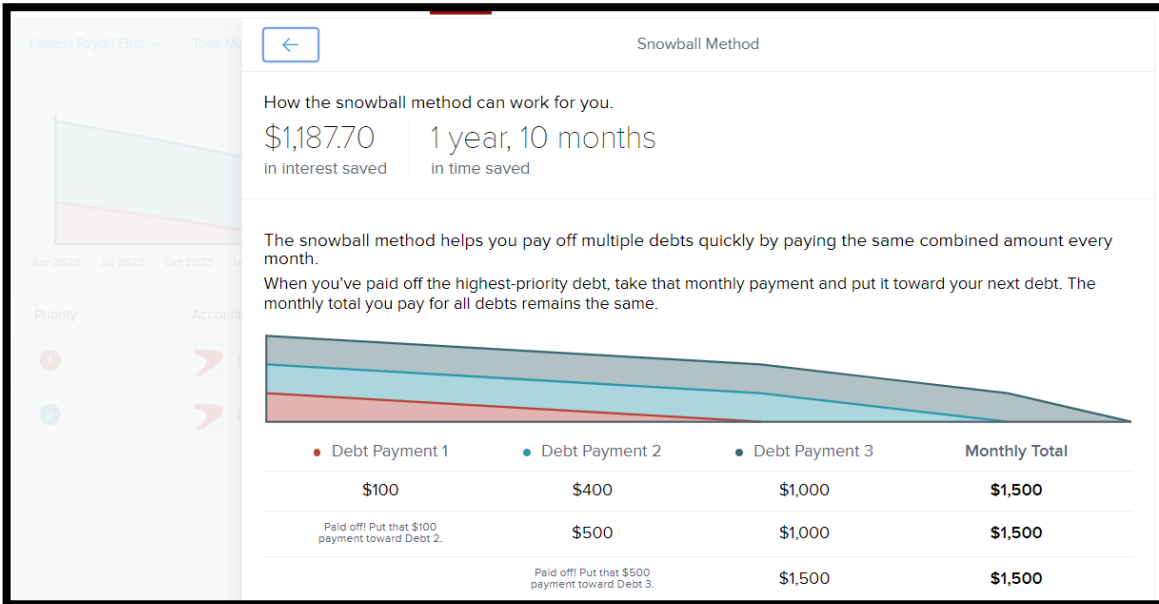 Fastest Payoff First
Total Mo
Snowball Method
How the snowball method can work for you.
$1,187.70
1 year, 10 months
in interest saved
in time saved
The snowball method helps you pay off multiple debts quickly by paying the same combined amount every
month.
When you've paid off the highest-priority debt, take that monthly payment and put it toward your next debt. The
monthly total you pay for all debts remains the same.
Apr 2023 Jul 2023 Oct 2023
Priority
Account
1
2
Debt Payment 1 Debt Payment 2 Debt Payment 3 Monthly Total
$100 $400 $1,000 $1,500
Paid off! Put that $100
payment toward Debt 2.
$500 $1,000 $1,500
Paid off! Put that $500
payment toward Debt 3.
$1,500 $1,500